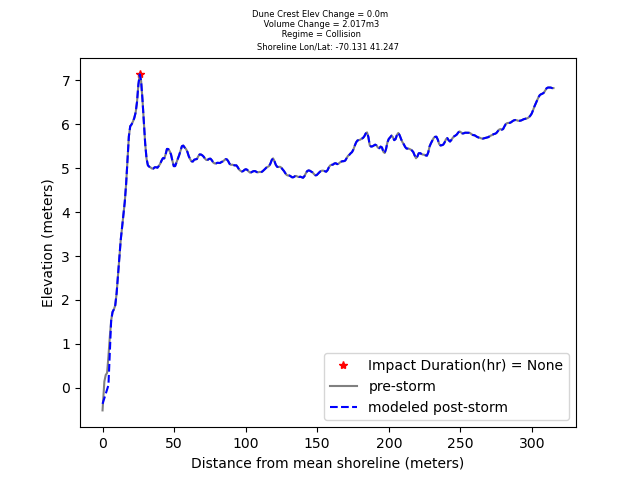 Dune Crest Elev Change = 0.0m
Volume Change = 2.017m3
Regime = Collision
Shoreline Lon/Lat: -70.131 41.247
7
6
5
4
3
2
1
0
Elevation (meters)
Impact Duration(hr) = None
pre-storm
modeled post-storm
0 50 100 150 200 250 300
Distance from mean shoreline (meters)